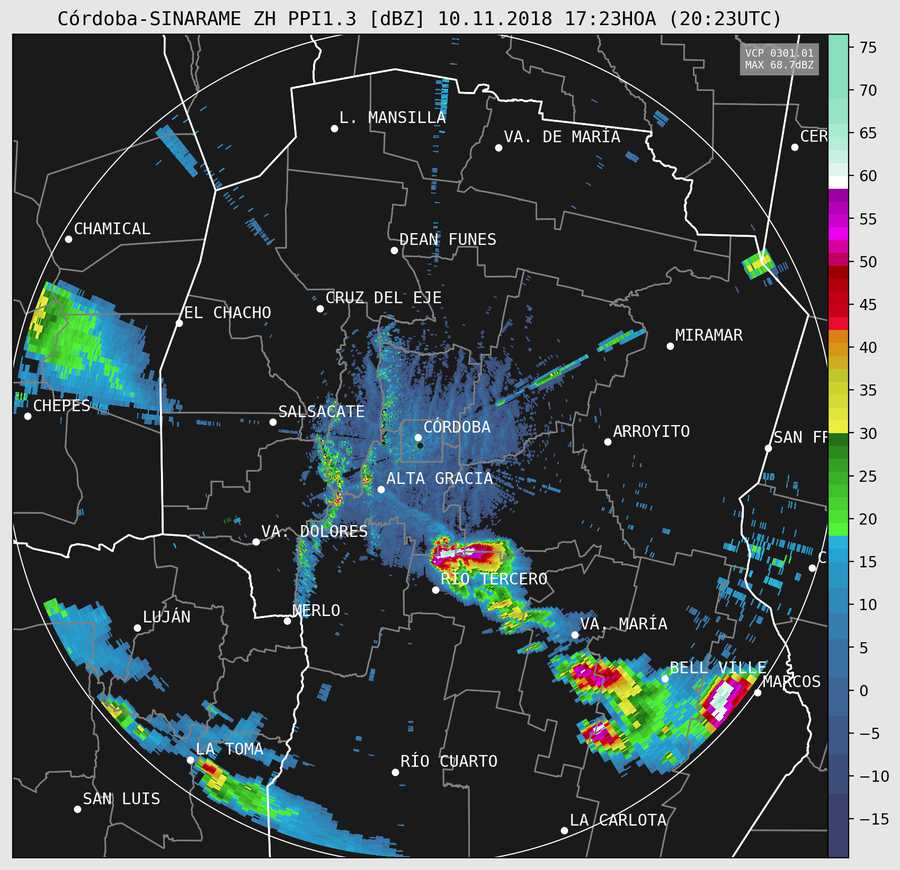 Córdoba-SINARAME ZH PPI1.3 [dBZ] 10.11.2018 17:23HOA (20:23UTC)
VCP 0301.01
MAX 68.7dBZ
75
70
65
60
55
50
45
40
35
30
25
20
15
10
5
0
−5
−10
−15
L. MANSILLA
VA. DE MARÍA
CER
CHAMICAL
DEAN FUNES
CRUZ DEL EJE
EL CHACHO
MIRAMAR
CHEPES
SALSACATE
CÓRDOBA
ARROYITO
SAN FR
ALTA GRACIA
VA. DOLORES
C
RÍO TERCERO
MERLO
LUJÁN
VA. MARÍA
BELL VILLE
MARCOS
LA TOMA
RÍO CUARTO
SAN LUIS
LA CARLOTA